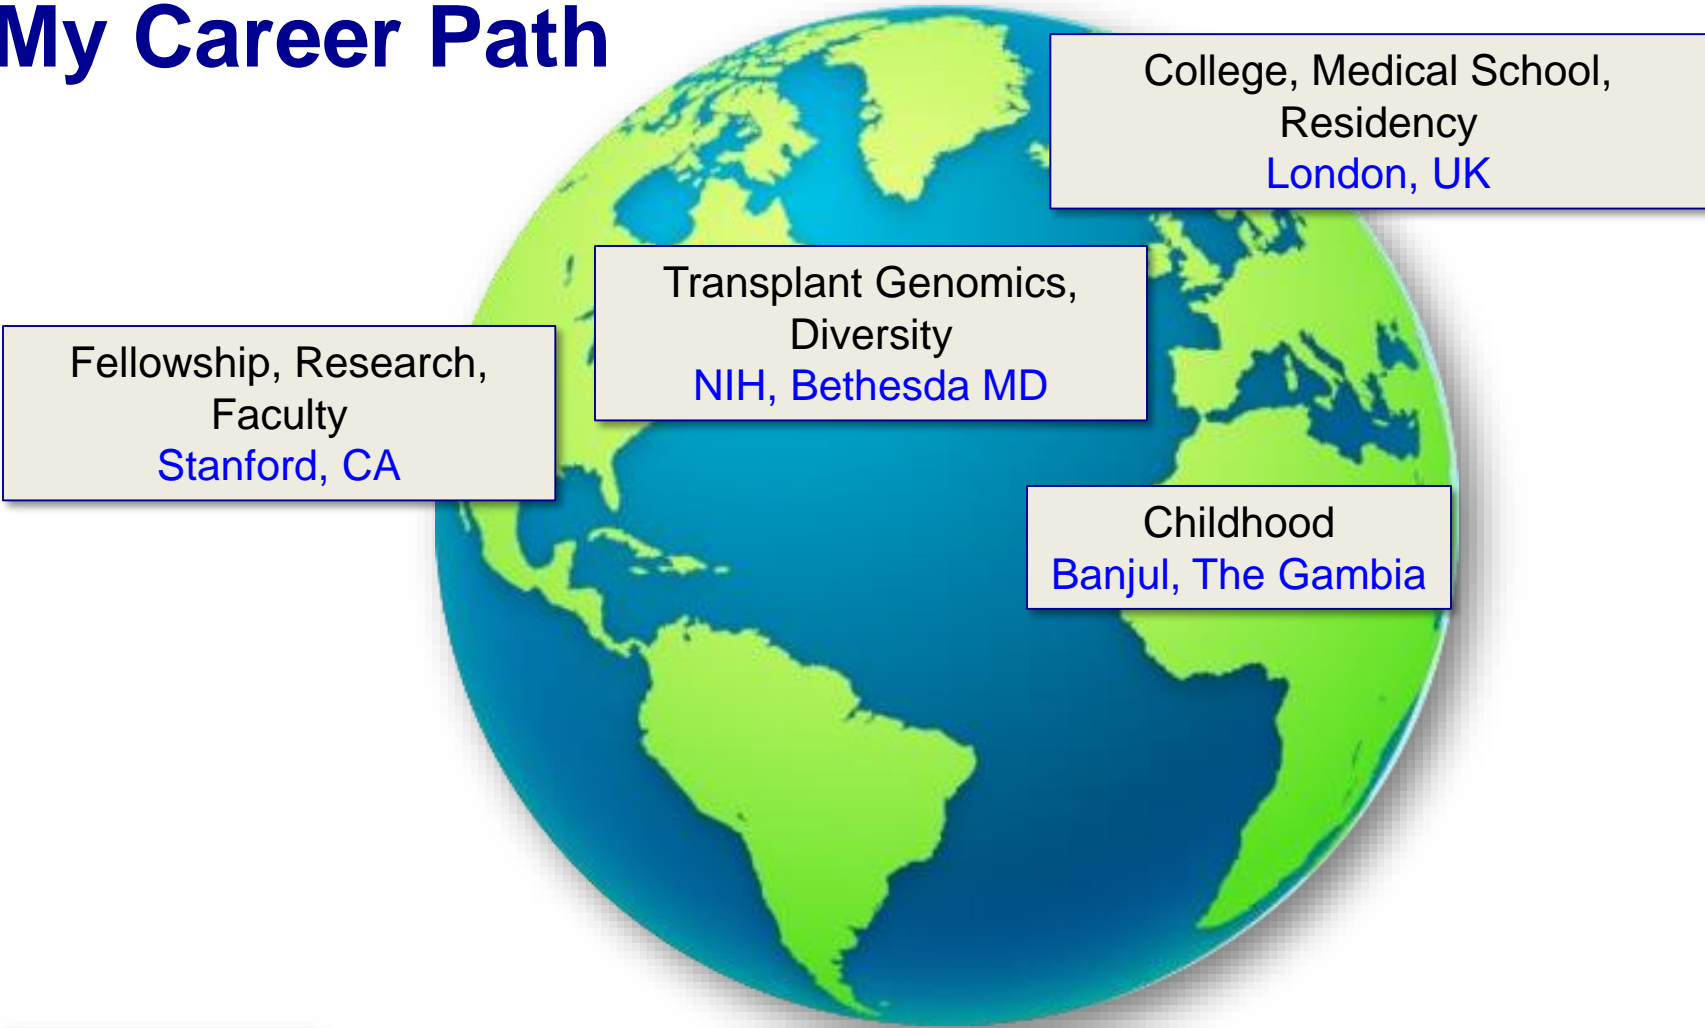 My Career Path
College, Medical School,
Residency
London, UK
Transplant Genomics,
Diversity
NIH, Bethesda MD
Fellowship, Research,
Faculty
Stanford, CA
Childhood
Banjul, The Gambia